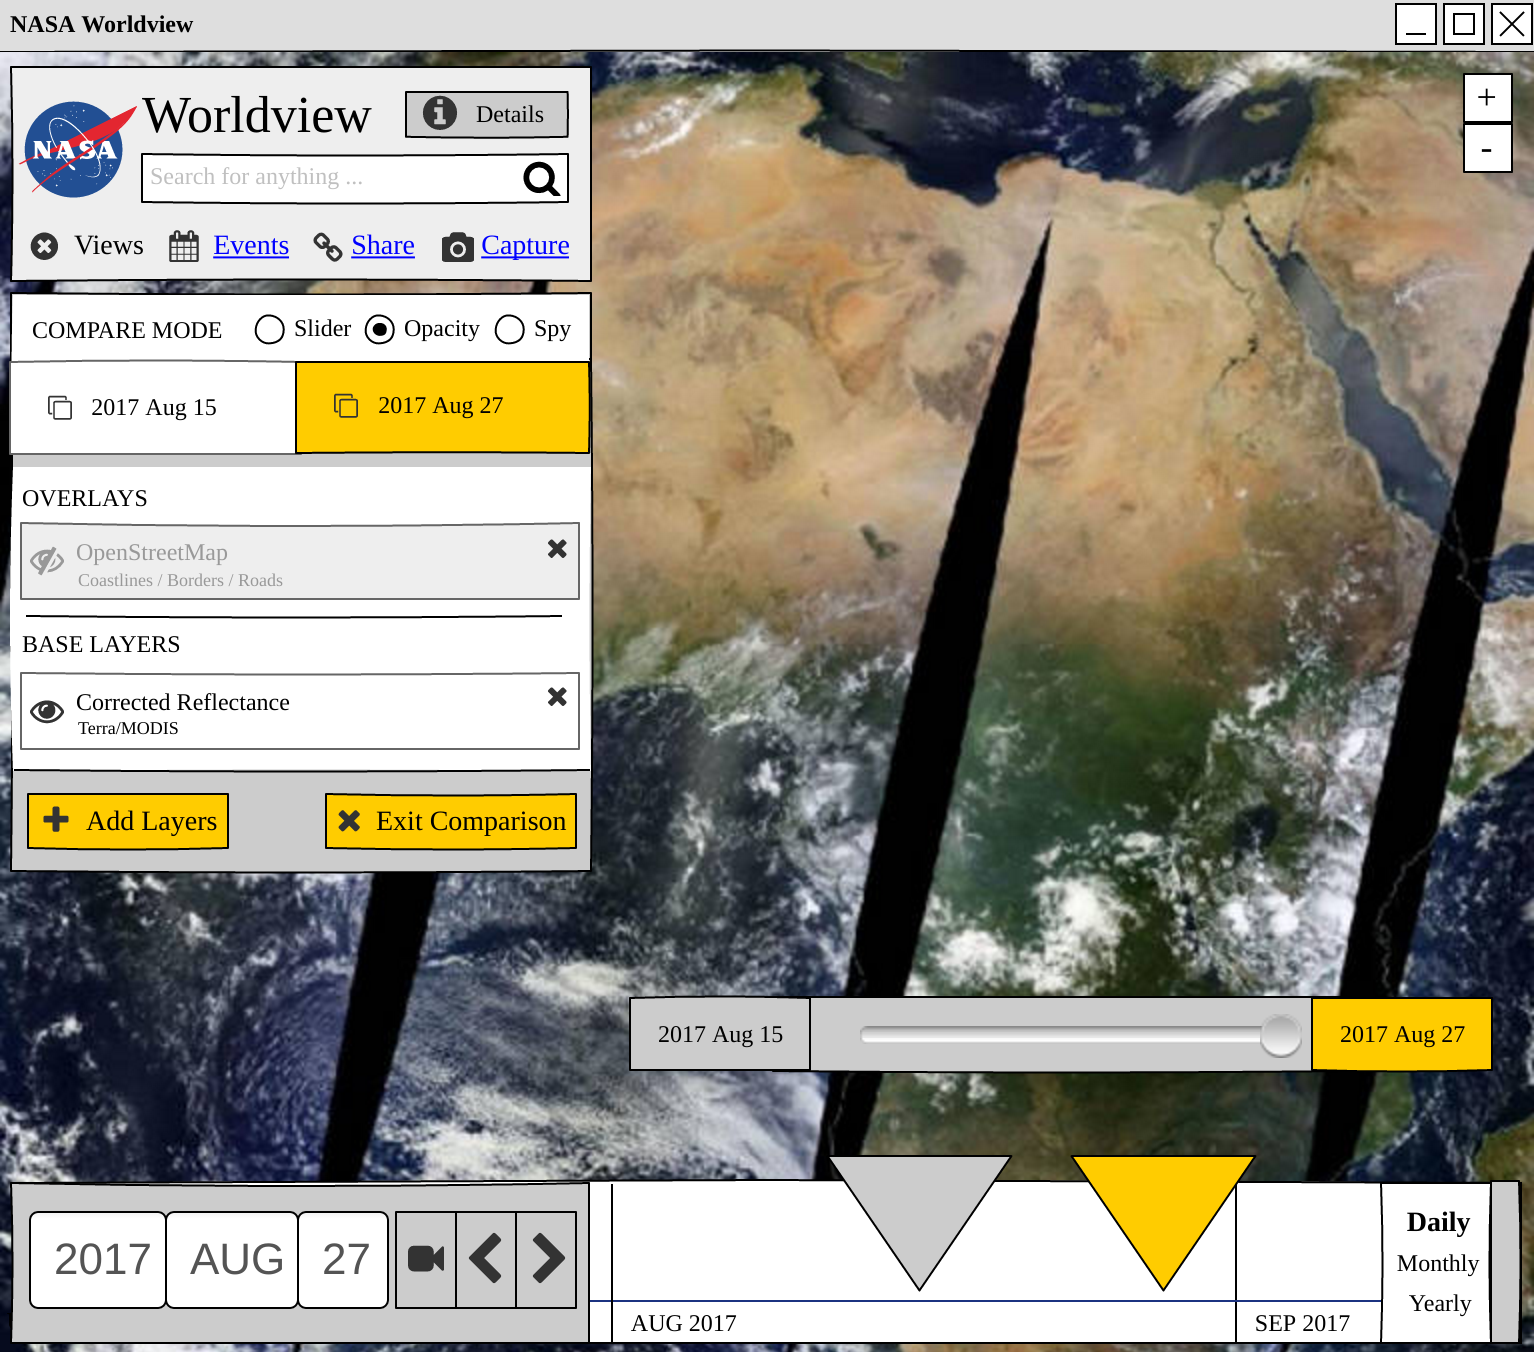 NASA Worldview
Worldview
Details
NASA
Search for anything ...
Views Events Share Capture
COMPARE MODE Slider Opacity Spy
2017 Aug 15 2017 Aug 27
OVERLAYS
OpenStreetMap
Coastlines / Borders / Roads
BASE LAYERS
Corrected Reflectance
Terra/MODIS
Add Layers Exit Comparison
+
-
2017 Aug 15 2017 Aug 27
2017 AUG 27
AUG 2017 SEP 2017
Daily
Monthly
Yearly